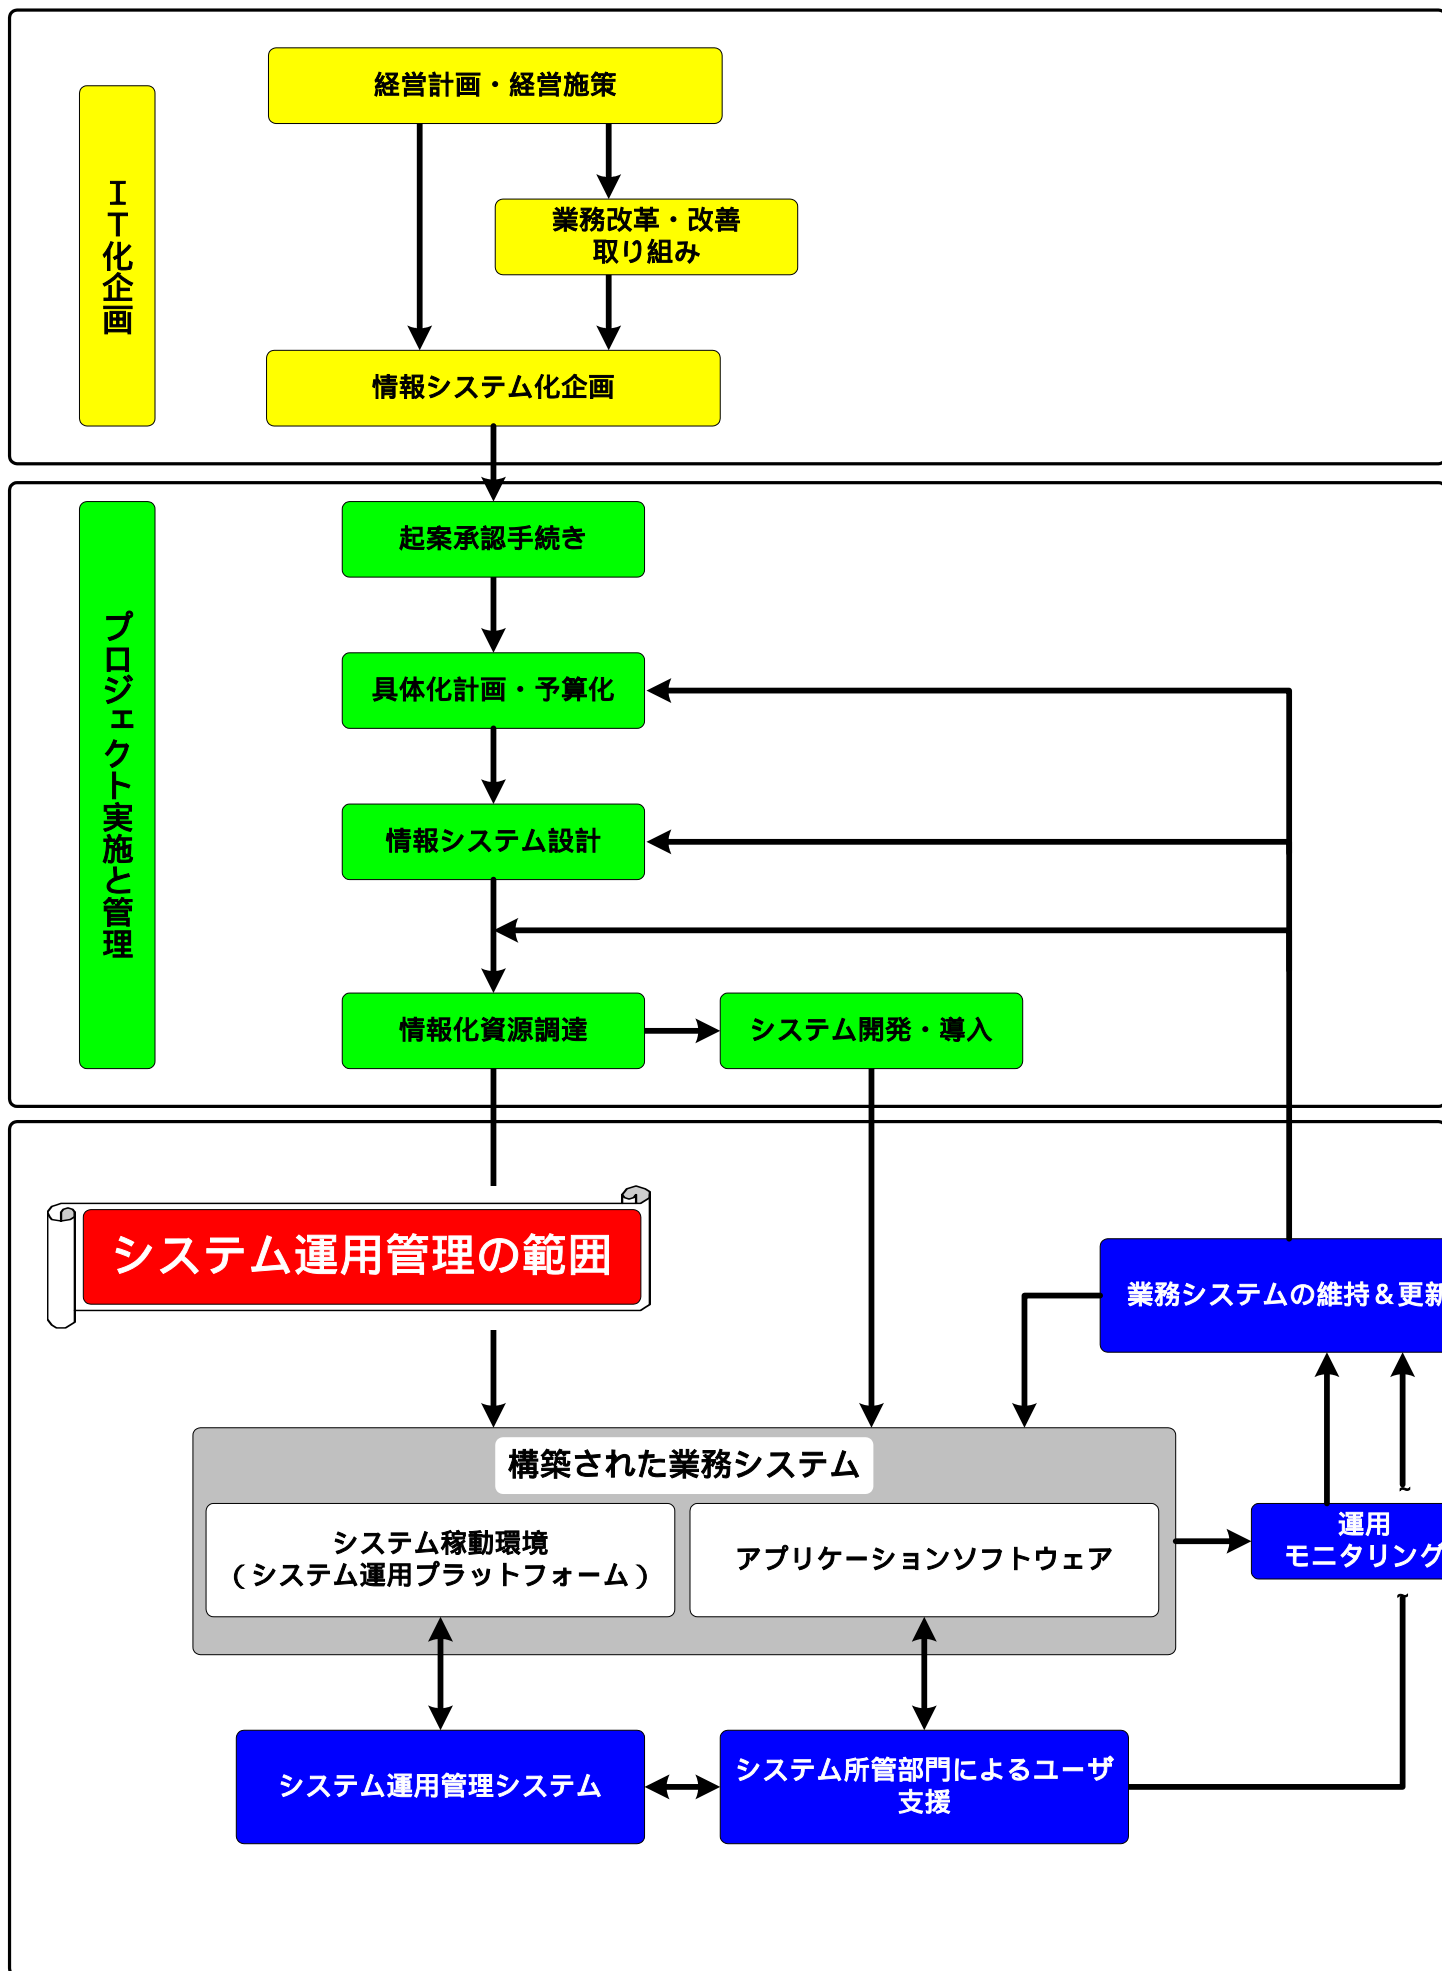 経営計画・経営施策
IT化企画
業務改革・改善
取り組み
情報システム化企画
プロジェクト実施と管理
起案承認手続き
具体化計画・予算化
情報システム設計
情報化資源調達
システム開発・導入
システム運用管理の範囲
業務システムの維持&更新
構築された業務システム
システム稼動環境
(システム運用プラットフォーム)
アプリケーションソフトウェア
運用
モニタリング
~
~
システム運用管理システム
システム所管部門によるユーザ
支援